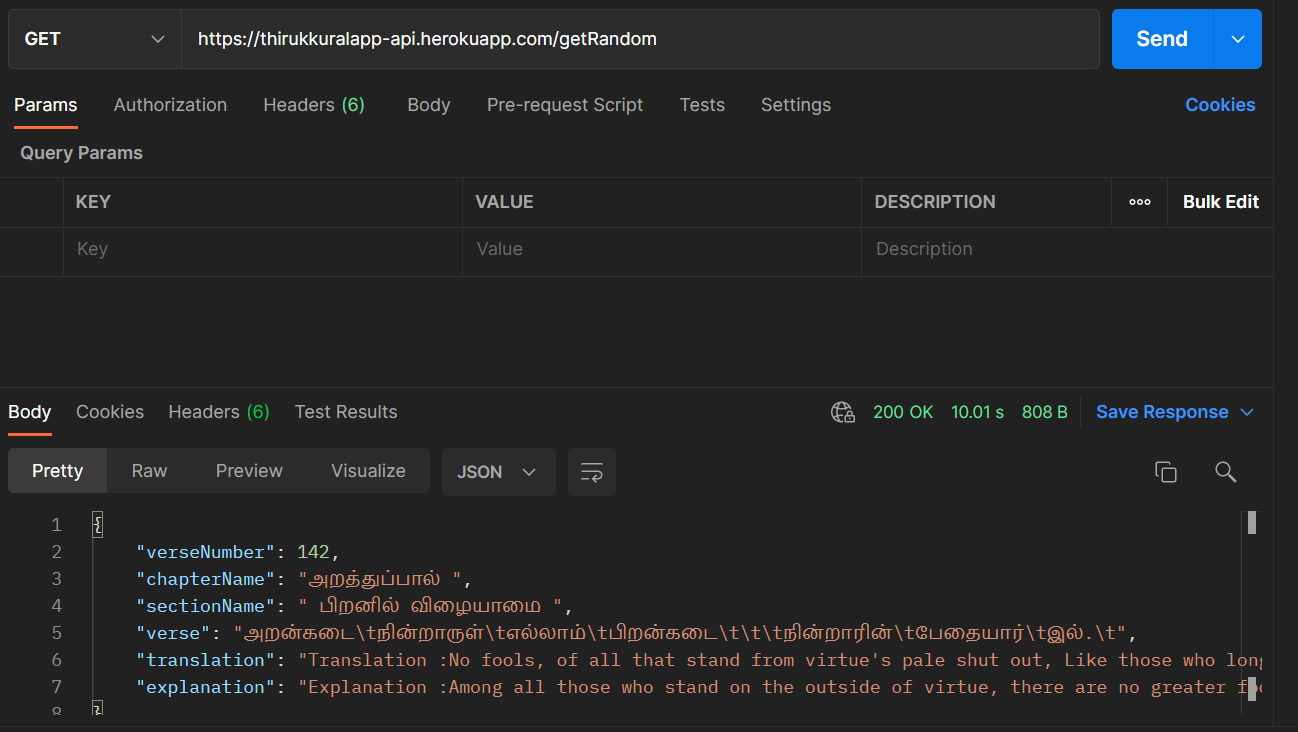 GET https://thirukkuralapp-api.herokuapp.com/getRandom Send
Params Authorization Headers (6) Body Pre-request Script Tests Settings Cookies
Query Params
KEY VALUE DESCRIPTION ooo Bulk Edit
Key Value Description
Body Cookies Headers (6) Test Results 200 OK 10.01 s 808 B Save Response
Pretty Raw Preview Visualize JSON
1 {
2 "verseNumber": 142,
3 "chapterName": "அறத்துப்பால் ",
4 "sectionName": " பிறனில் விழையாமை ",
5 "verse": "அறன்கடை\tநின்றாருள்\tஎல்லாம்\tபிறன்கடை\t\t\tநின்றாரின்\tபேதையார்\tஇல்.\t",
6 "translation": "Translation :No fools, of all that stand from virtue's pale shut out, Like those who long
7 "explanation": "Explanation :Among all those who stand on the outside of virtue, there are no greater
8 }